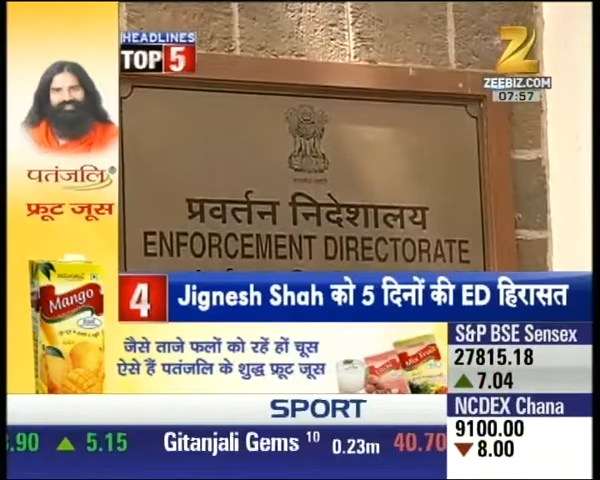 HEADLINES
TOP 5
Z
ZEEBIZ.COM
07:57
पतंजलि®
फ्रूट जूस
प्रवर्तन निदेशालय
ENFORCEMENT DIRECTORATE
Mango
4
Jignesh Shah को 5 दिनों की ED हिरासत
जैसे ताजे फलों को रहें हों चूस
ऐसे हैं पतंजलि के शुद्ध फ्रूट जूस
Mix Fruit
S&P BSE Sensex
27815.18
▲ 7.04
SPORT
NCDEX Chana
9100.00
▼ 8.00
.90 ▲ 5.15 Gitanjali Gems 10 0.23m 40.70